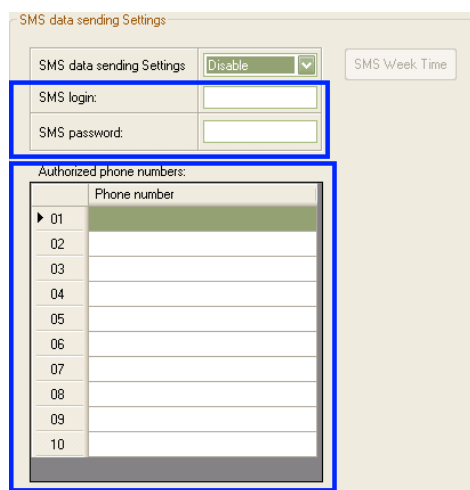 SMS data sending Settings
SMS data sending Settings Disable SMS Week Time
SMS login:
SMS password:
Authorized phone numbers:
Phone number
01
02
03
04
05
06
07
08
09
10